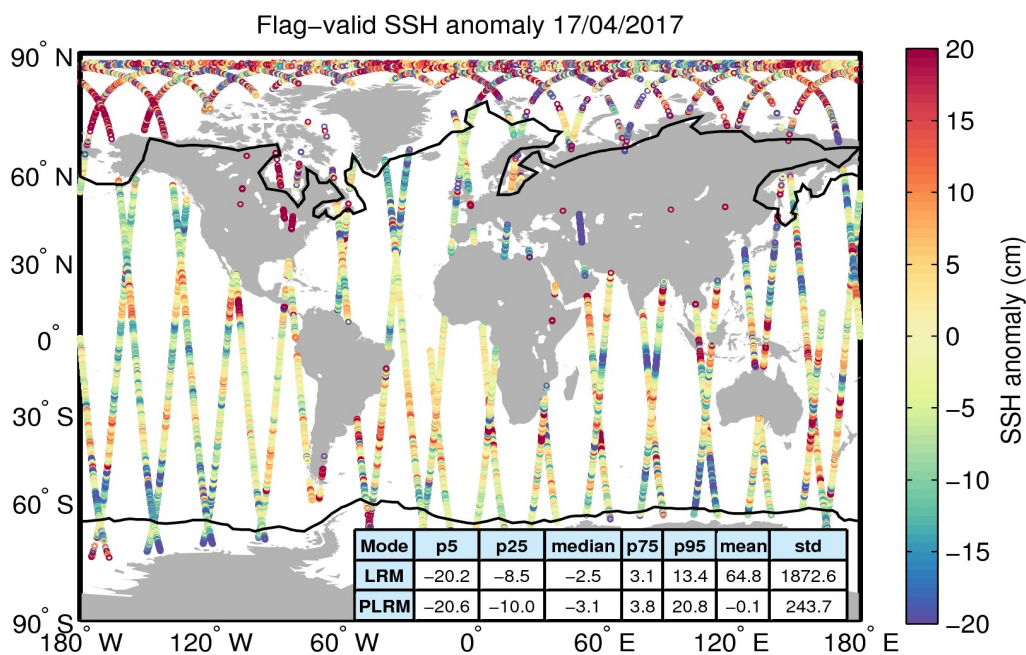 Flag−valid SSH anomaly 17/04/2017
90° N
60° N
30° N
0°
30° S
60° S
90° S
180° W 120° W 60° W 0° 60° E 120° E 180° E
Mode p5 p25 median p75 p95 mean std
LRM −20.2 −8.5 −2.5 3.1 13.4 64.8 1872.6
PLRM −20.6 −10.0 −3.1 3.8 20.8 −0.1 243.7
20
15
10
5
0
−5
−10
−15
−20
SSH anomaly (cm)